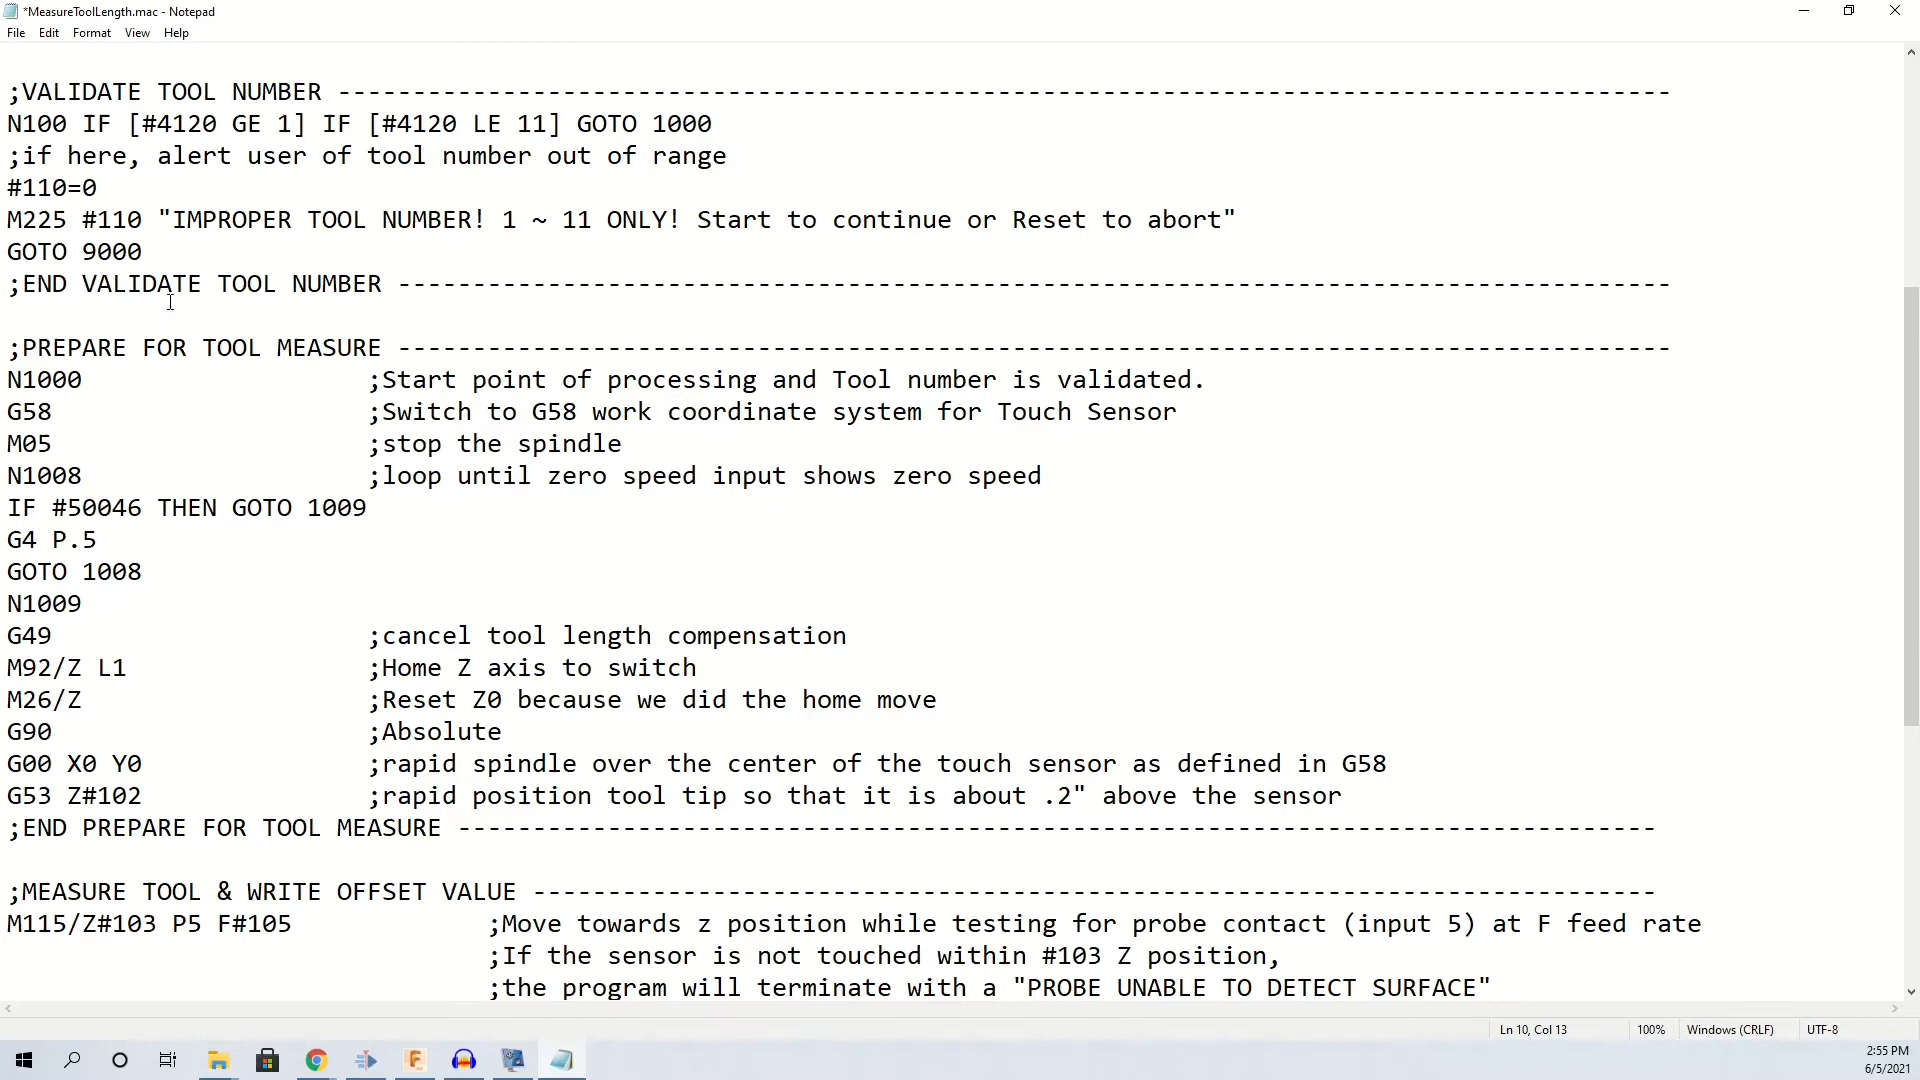 *MeasureToolLength.mac - Notepad
File Edit Format View Help
;VALIDATE TOOL NUMBER -----------------------------------------------------------------------------------------
N100 IF [#4120 GE 1] IF [#4120 LE 11] GOTO 1000
;if here, alert user of tool number out of range
#110=0
M225 #110 "IMPROPER TOOL NUMBER! 1 ~ 11 ONLY! Start to continue or Reset to abort"
GOTO 9000
;END VALIDATE TOOL NUMBER -------------------------------------------------------------------------------------
;PREPARE FOR TOOL MEASURE -------------------------------------------------------------------------------------
N1000 ;Start point of processing and Tool number is validated.
G58 ;Switch to G58 work coordinate system for Touch Sensor
M05 ;stop the spindle
N1008 ;loop until zero speed input shows zero speed
IF #50046 THEN GOTO 1009
G4 P.5
GOTO 1008
N1009
G49 ;cancel tool length compensation
M92/Z L1 ;Home Z axis to switch
M26/Z ;Reset Z0 because we did the home move
G90 ;Absolute
G00 X0 Y0 ;rapid spindle over the center of the touch sensor as defined in G58
G53 Z#102 ;rapid position tool tip so that it is about .2" above the sensor
;END PREPARE FOR TOOL MEASURE --------------------------------------------------------------------------------
;MEASURE TOOL & WRITE OFFSET VALUE ---------------------------------------------------------------------------
M115/Z#103 P5 F#105 ;Move towards z position while testing for probe contact (input 5) at F feed rate
;If the sensor is not touched within #103 Z position,
;the program will terminate with a "PROBE UNABLE TO DETECT SURFACE"
Ln 10, Col 13 100% Windows (CRLF) UTF-8
2:55 PM
6/5/2021